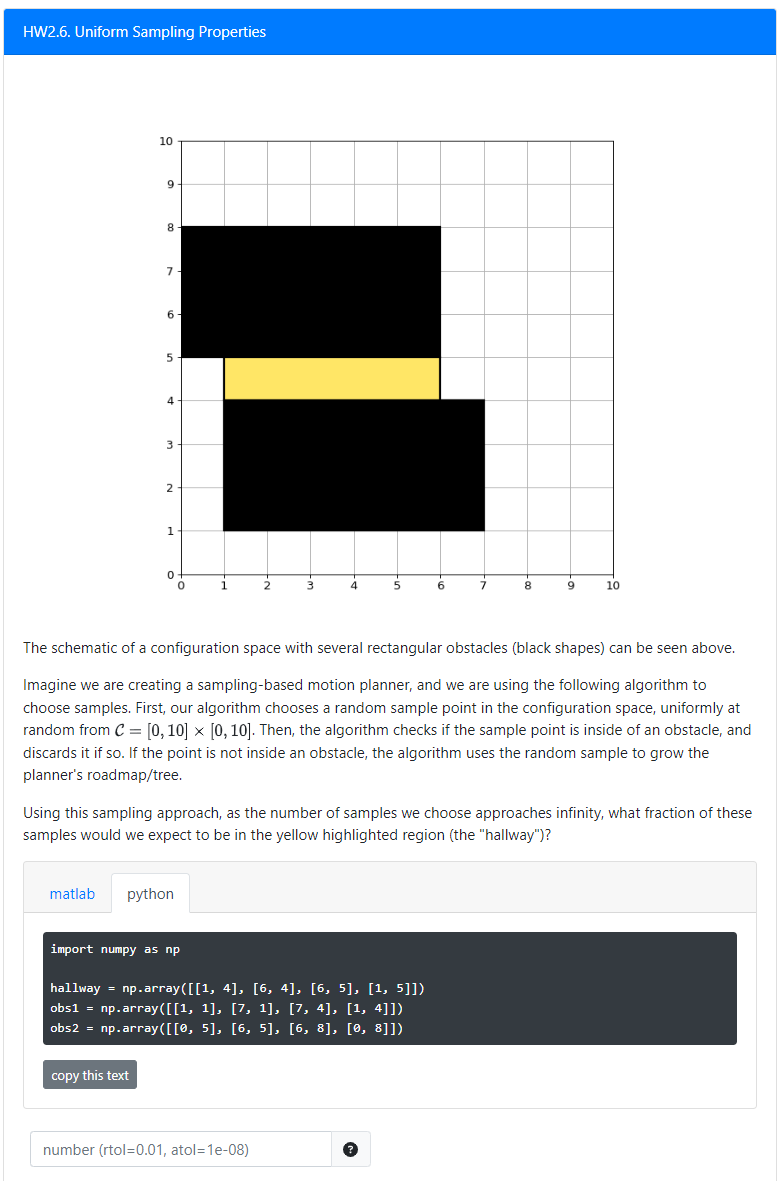 HW2.6. Uniform Sampling Properties
10
9
8
7
6
5
4
3
2
1
0
0 1 2 3 4 5 6 7 8 9 10
The schematic of a configuration space with several rectangular obstacles (black shapes) can be seen above.
Imagine we are creating a sampling-based motion planner, and we are using the following algorithm to
choose samples. First, our algorithm chooses a random sample point in the configuration space, uniformly at
random from C = [0, 10] × [0, 10]. Then, the algorithm checks if the sample point is inside of an obstacle, and
discards it if so. If the point is not inside an obstacle, the algorithm uses the random sample to grow the
planner's roadmap/tree.
Using this sampling approach, as the number of samples we choose approaches infinity, what fraction of these
samples would we expect to be in the yellow highlighted region (the "hallway")?
matlab python
import numpy as np
hallway = np.array([[1, 4], [6, 4], [6, 5], [1, 5]])
obs1 = np.array([[1, 1], [7, 1], [7, 4], [1, 4]])
obs2 = np.array([[0, 5], [6, 5], [6, 8], [0, 8]])
copy this text
number (rtol=0.01, atol=1e-08) ?